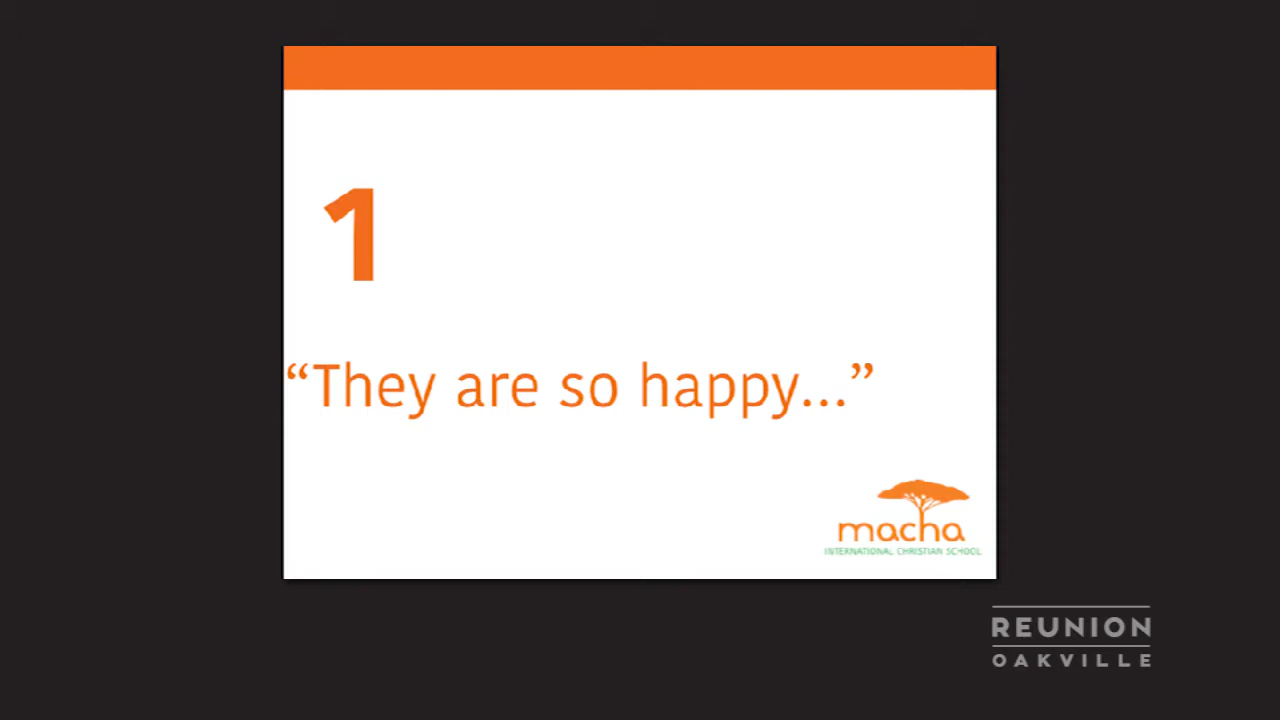 1
“They are so happy...”
macha
INTERNATIONAL CHRISTIAN SCHOOL
REUNION
OAKVILLE